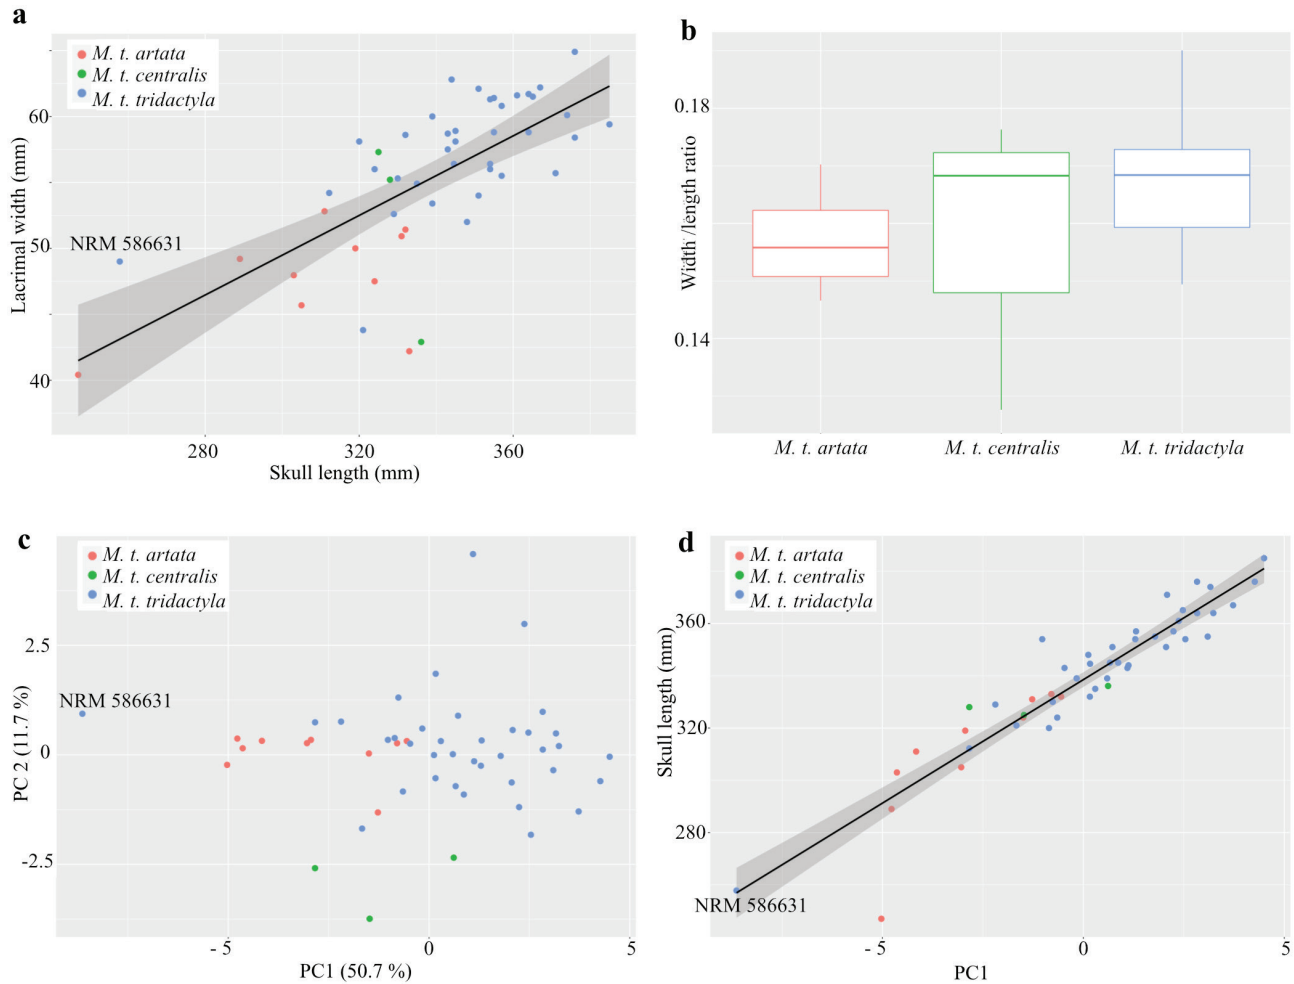 a
M. t. artata
M. t. centralis
M. t. tridactyla
NRM 586631
Lacrimal width (mm)
60
50
40
280
320
360
Skull length (mm)
b
Width /length ratio
0.18
0.14
M. t. artata
M. t. centralis
M. t. tridactyla
c
M. t. artata
M. t. centralis
M. t. tridactyla
NRM 586631
PC 2 (11.7 %)
2.5
0
-2.5
- 5
0
5
PC1 (50.7 %)
d
M. t. artata
M. t. centralis
M. t. tridactyla
Skull length (mm)
360
320
280
NRM 586631
- 5
0
5
PC1